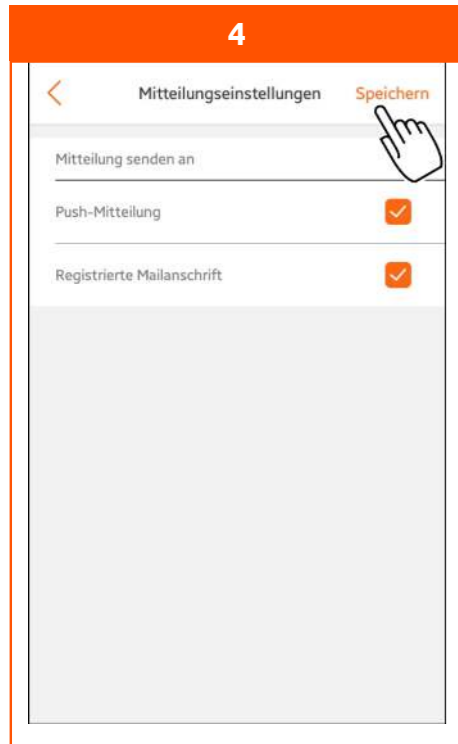 4
Mitteilungseinstellungen Speichern
Mitteilung senden an
Push-Mitteilung
Registrierte Mailanschrift